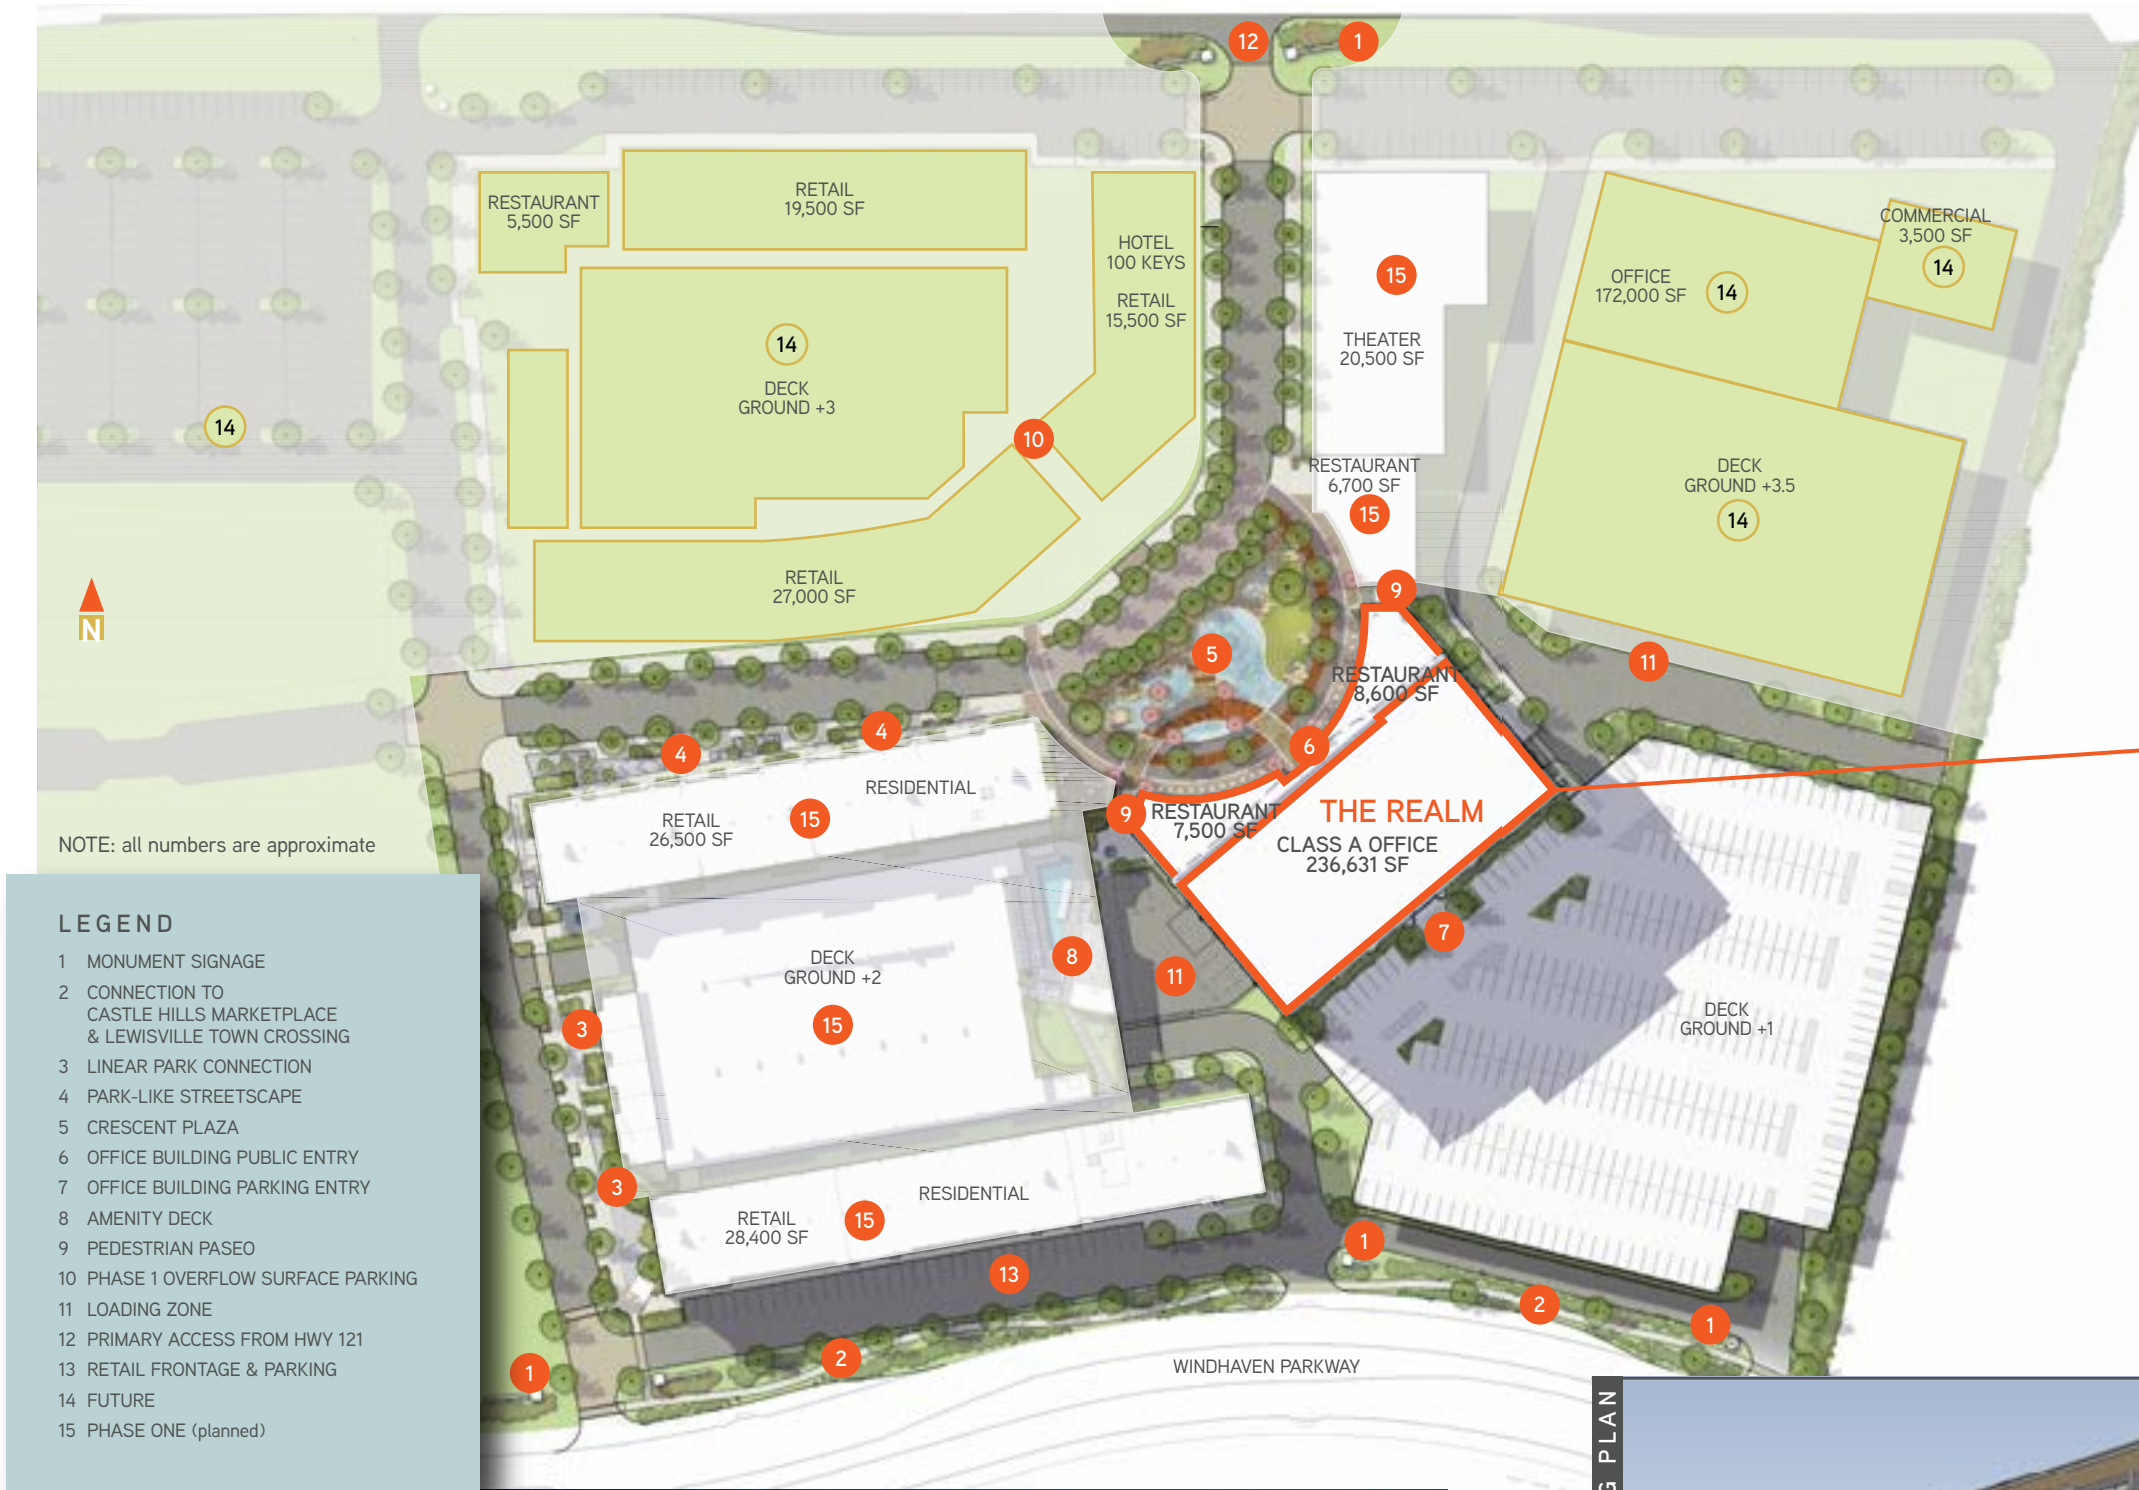 12
1
RESTAURANT
5,500 SF
RETAIL
19,500 SF
HOTEL
100 KEYS
RETAIL
15,500 SF
15
THEATER
20,500 SF
COMMERCIAL
3,500 SF
14
OFFICE
172,000 SF
14
14
DECK
GROUND +3
14
10
RESTAURANT
6,700 SF
15
DECK
GROUND +3.5
14
RETAIL
27,000 SF
N
9
5
11
RESTAURANT
8,600 SF
6
4
4
RESIDENTIAL
RETAIL
26,500 SF
15
9
RESTAURANT
7,500 SF
THE REALM
CLASS A OFFICE
236,631 SF
7
DECK
GROUND +2
15
8
11
3
DECK
GROUND +1
3
RESIDENTIAL
RETAIL
28,400 SF
15
13
1
2
1
2
1
WINDHAVEN PARKWAY
NOTE: all numbers are approximate
LEGEND
1 MONUMENT SIGNAGE
2 CONNECTION TO
CASTLE HILLS MARKETPLACE
& LEWISVILLE TOWN CROSSING
3 LINEAR PARK CONNECTION
4 PARK-LIKE STREETSCAPE
5 CRESCENT PLAZA
6 OFFICE BUILDING PUBLIC ENTRY
7 OFFICE BUILDING PARKING ENTRY
8 AMENITY DECK
9 PEDESTRIAN PASEO
10 PHASE 1 OVERFLOW SURFACE PARKING
11 LOADING ZONE
12 PRIMARY ACCESS FROM HWY 121
13 RETAIL FRONTAGE & PARKING
14 FUTURE
15 PHASE ONE (planned)
G PLAN